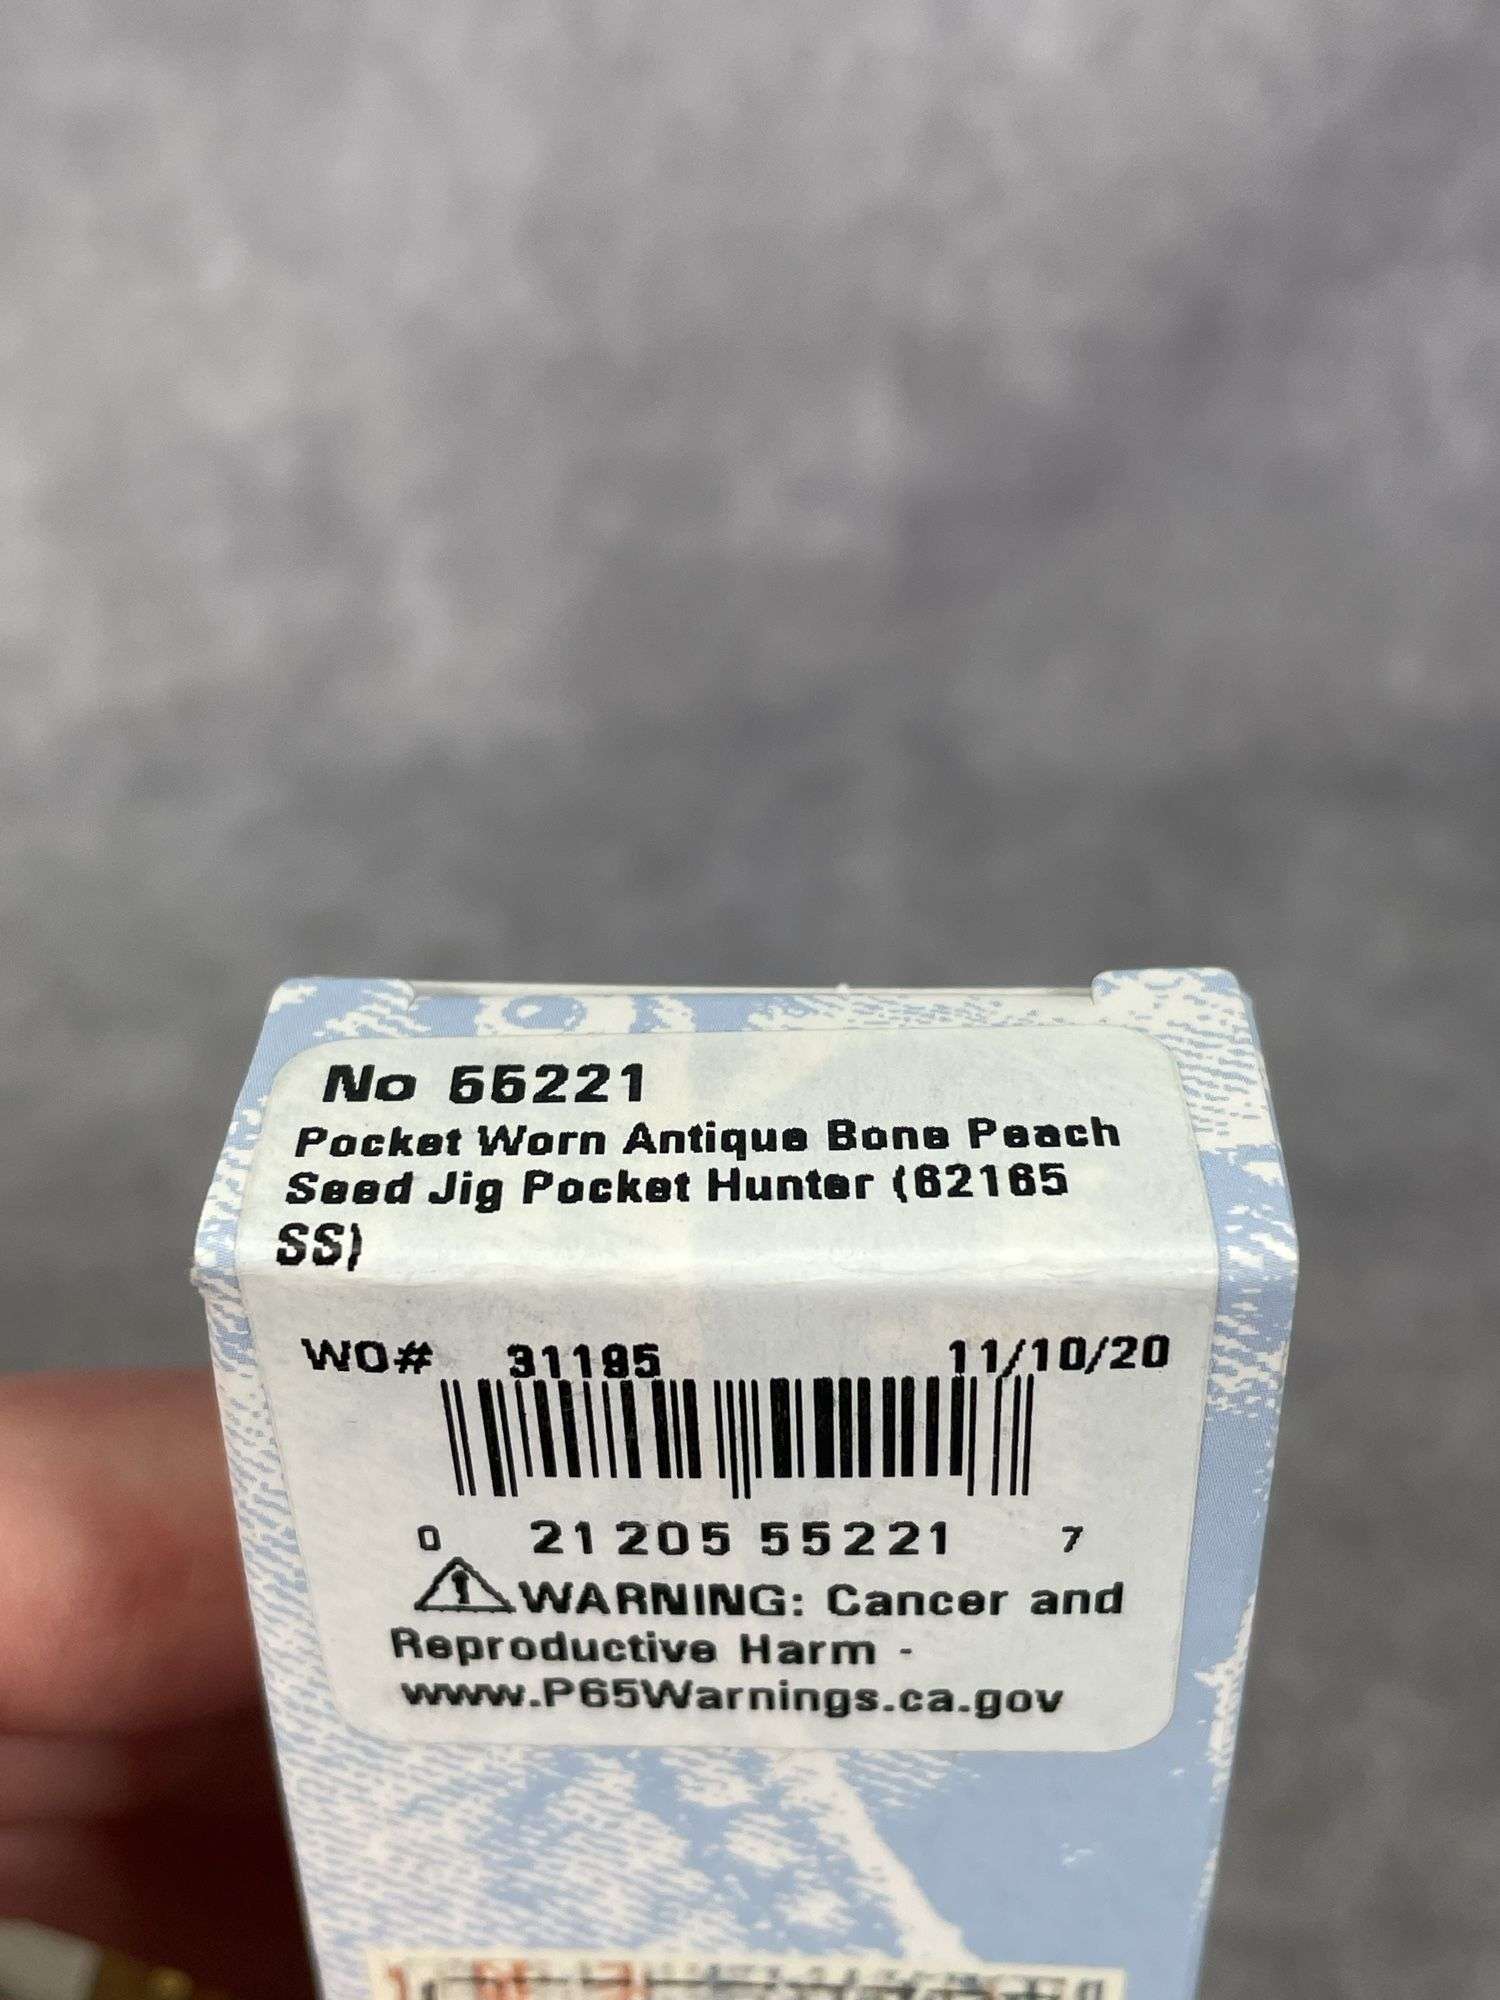 No 55221
Pocket Worn Antique Bone Peach
Seed Jig Pocket Hunter (62165
SS)
WO# 31195 11/10/20
0 21205 55221 7
WARNING: Cancer and
Reproductive Harm -
www.P65Warnings.ca.gov